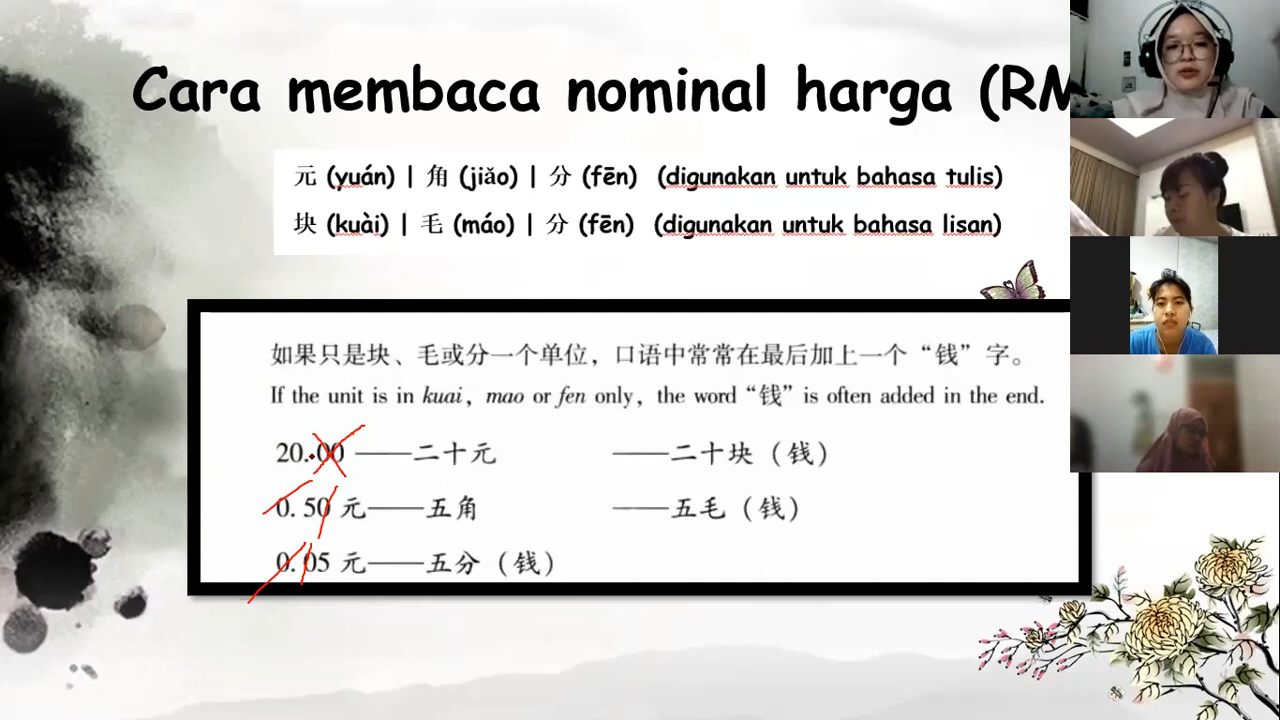 Cara membaca nominal harga (RM
元 (yuán) | 角 (jiǎo) | 分 (fēn) (digunakan untuk bahasa tulis)
块 (kuài) | 毛 (máo) | 分 (fēn) (digunakan untuk bahasa lisan)
如果只是块、毛或分一个单位，口语中常常在最后加上一个“钱”字。
If the unit is in kuai, mao or fen only, the word “钱” is often added in the end.
20.00 ——二十元 ——二十块（钱）
0.50 元——五角 ——五毛（钱）
0.05 元——五分（钱）